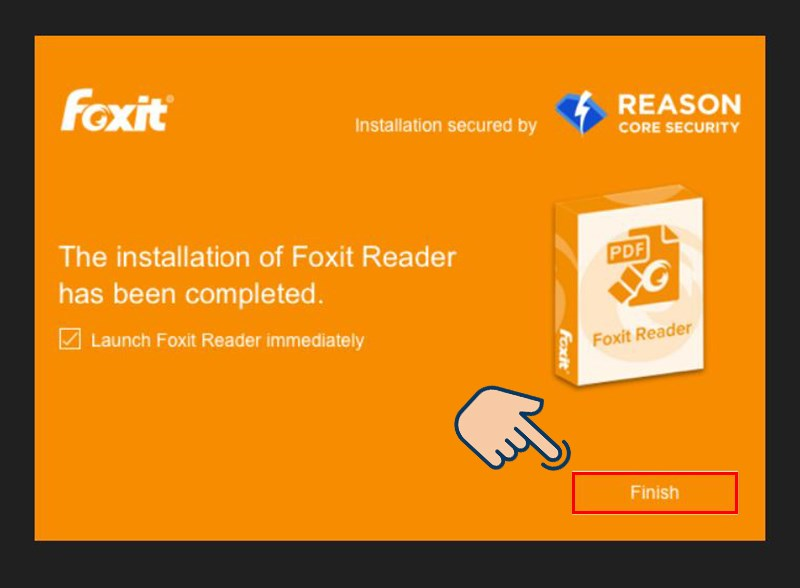 Foxit®
Installation secured by
REASON
CORE SECURITY
The installation of Foxit Reader
has been completed.
Launch Foxit Reader immediately
PDF
Foxit Reader
Foxit
Finish